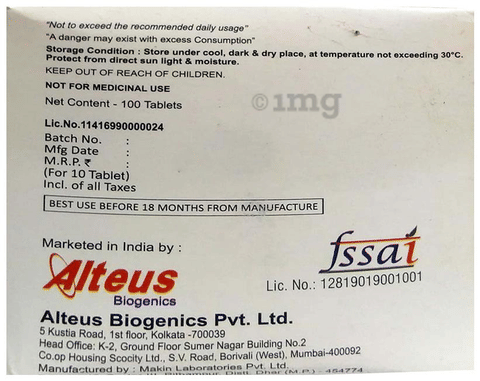 "Not to exceed the recommended daily usage"
"A danger may exist with excess Consumption"
Storage Condition : Store under cool, dark & dry place, at temperature not exceeding 30°C.
Protect from direct sun light & moisture.
KEEP OUT OF REACH OF CHILDREN.
NOT FOR MEDICINAL USE
Net Content - 100 Tablets
©1mg
Lic.No.11416990000024
Batch No. :
Mfg Date :
M.R.P. ₹ :
(For 10 Tablet)
Incl. of all Taxes
BEST USE BEFORE 18 MONTHS FROM MANUFACTURE
Marketed in India by :
Alteus
Biogenics
fssai
Lic. No.: 12819019001001
Alteus Biogenics Pvt. Ltd.
5 Kustia Road, 1st floor, Kolkata -700039
Head Office: K-2, Ground Floor Sumer Nagar Building No.2
Co.op Housing Scocity Ltd., S.V. Road, Borivali (West), Mumbai-400092
Manufactured by : Makin Laboratories Pvt. Ltd.
Dist. Dhar (M.P.) - 454774